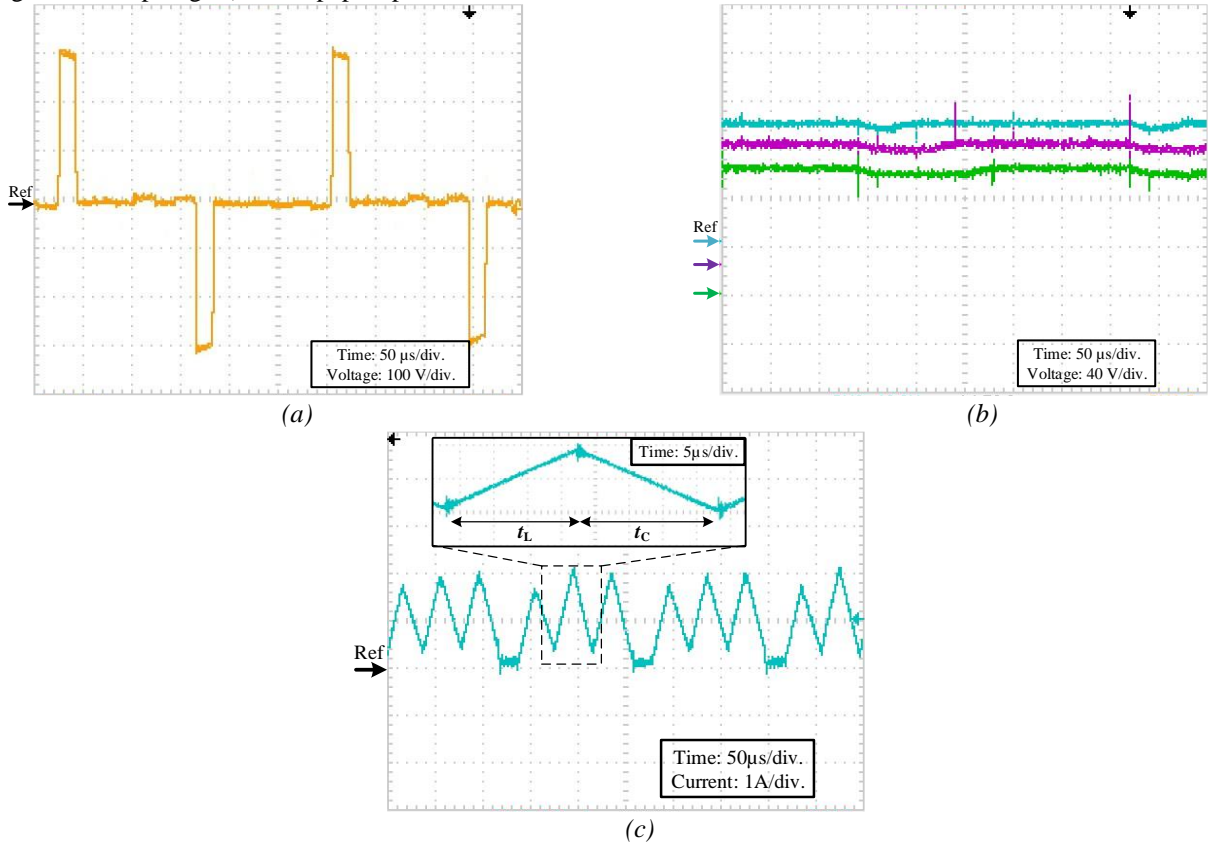 Ref
Time: 50 µs/div.
Voltage: 100 V/div.
(a)
Ref
Time: 50 µs/div.
Voltage: 40 V/div.
(b)
Time: 5µs/div.
tL
tC
Ref
Time: 50µs/div.
Current: 1A/div.
(c)